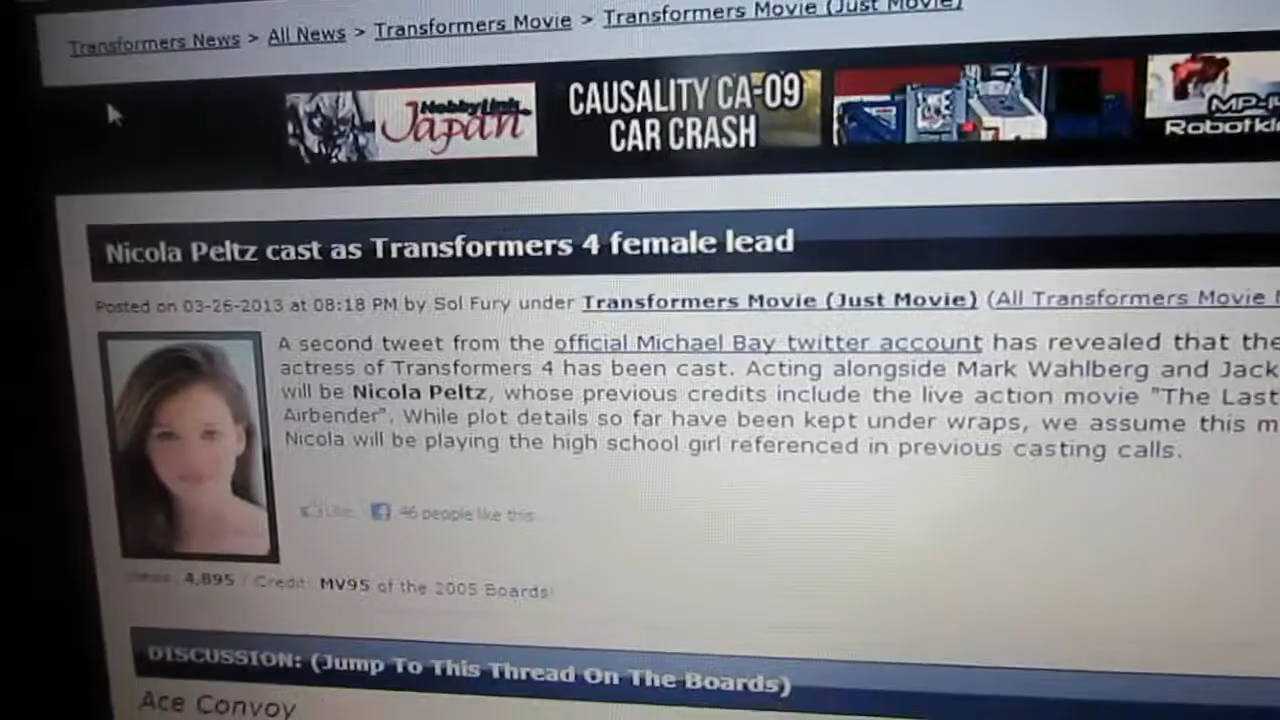 Transformers News > All News > Transformers Movie > Transformers Movie (Just Movie)
HobbyLink Japan
CAUSALITY CA-09
CAR CRASH
MP-
Robotki
Nicola Peltz cast as Transformers 4 female lead
Posted on 03-26-2013 at 08:18 PM by Sol Fury under Transformers Movie (Just Movie) (All Transformers Movie
A second tweet from the official Michael Bay twitter account has revealed that the
actress of Transformers 4 has been cast. Acting alongside Mark Wahlberg and Jack
will be Nicola Peltz, whose previous credits include the live action movie "The Last
Airbender". While plot details so far have been kept under wraps, we assume this m
Nicola will be playing the high school girl referenced in previous casting calls.
Like 46 people like this.
Views: 4,895 / Credit: MV95 of the 2005 Boards!
DISCUSSION: (Jump To This Thread On The Boards)
Ace Convoy